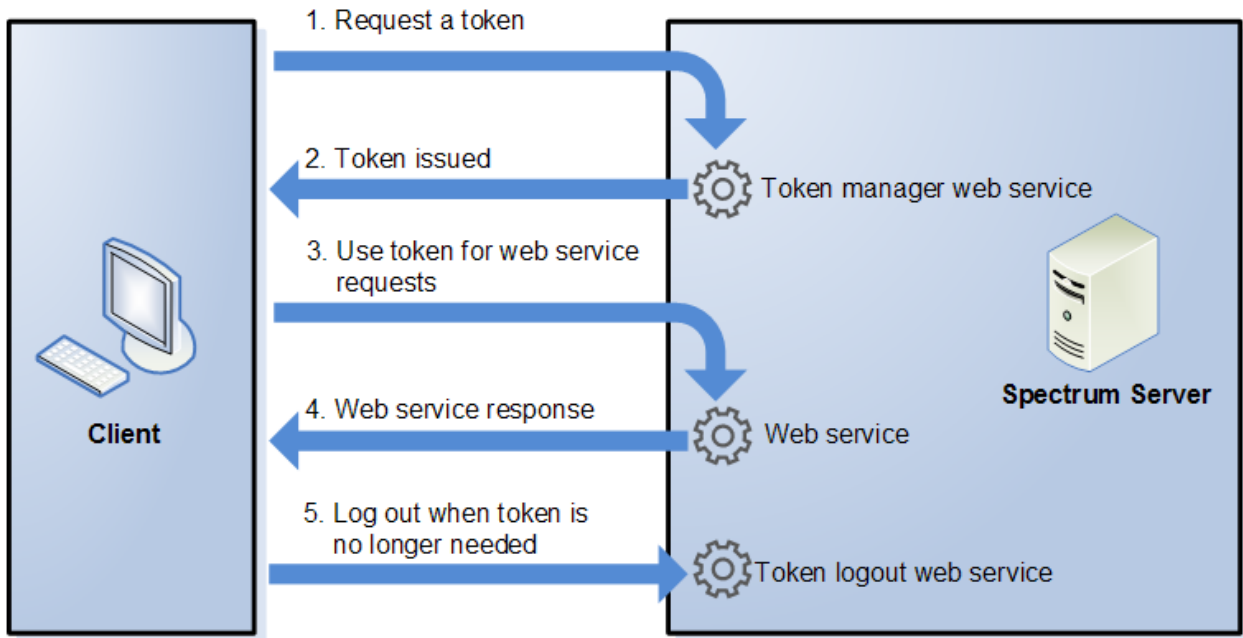 1. Request a token
2. Token issued
Token manager web service
3. Use token for web service
requests
Spectrum Server
4. Web service response
Client
Web service
5. Log out when token is
no longer needed
Token logout web service